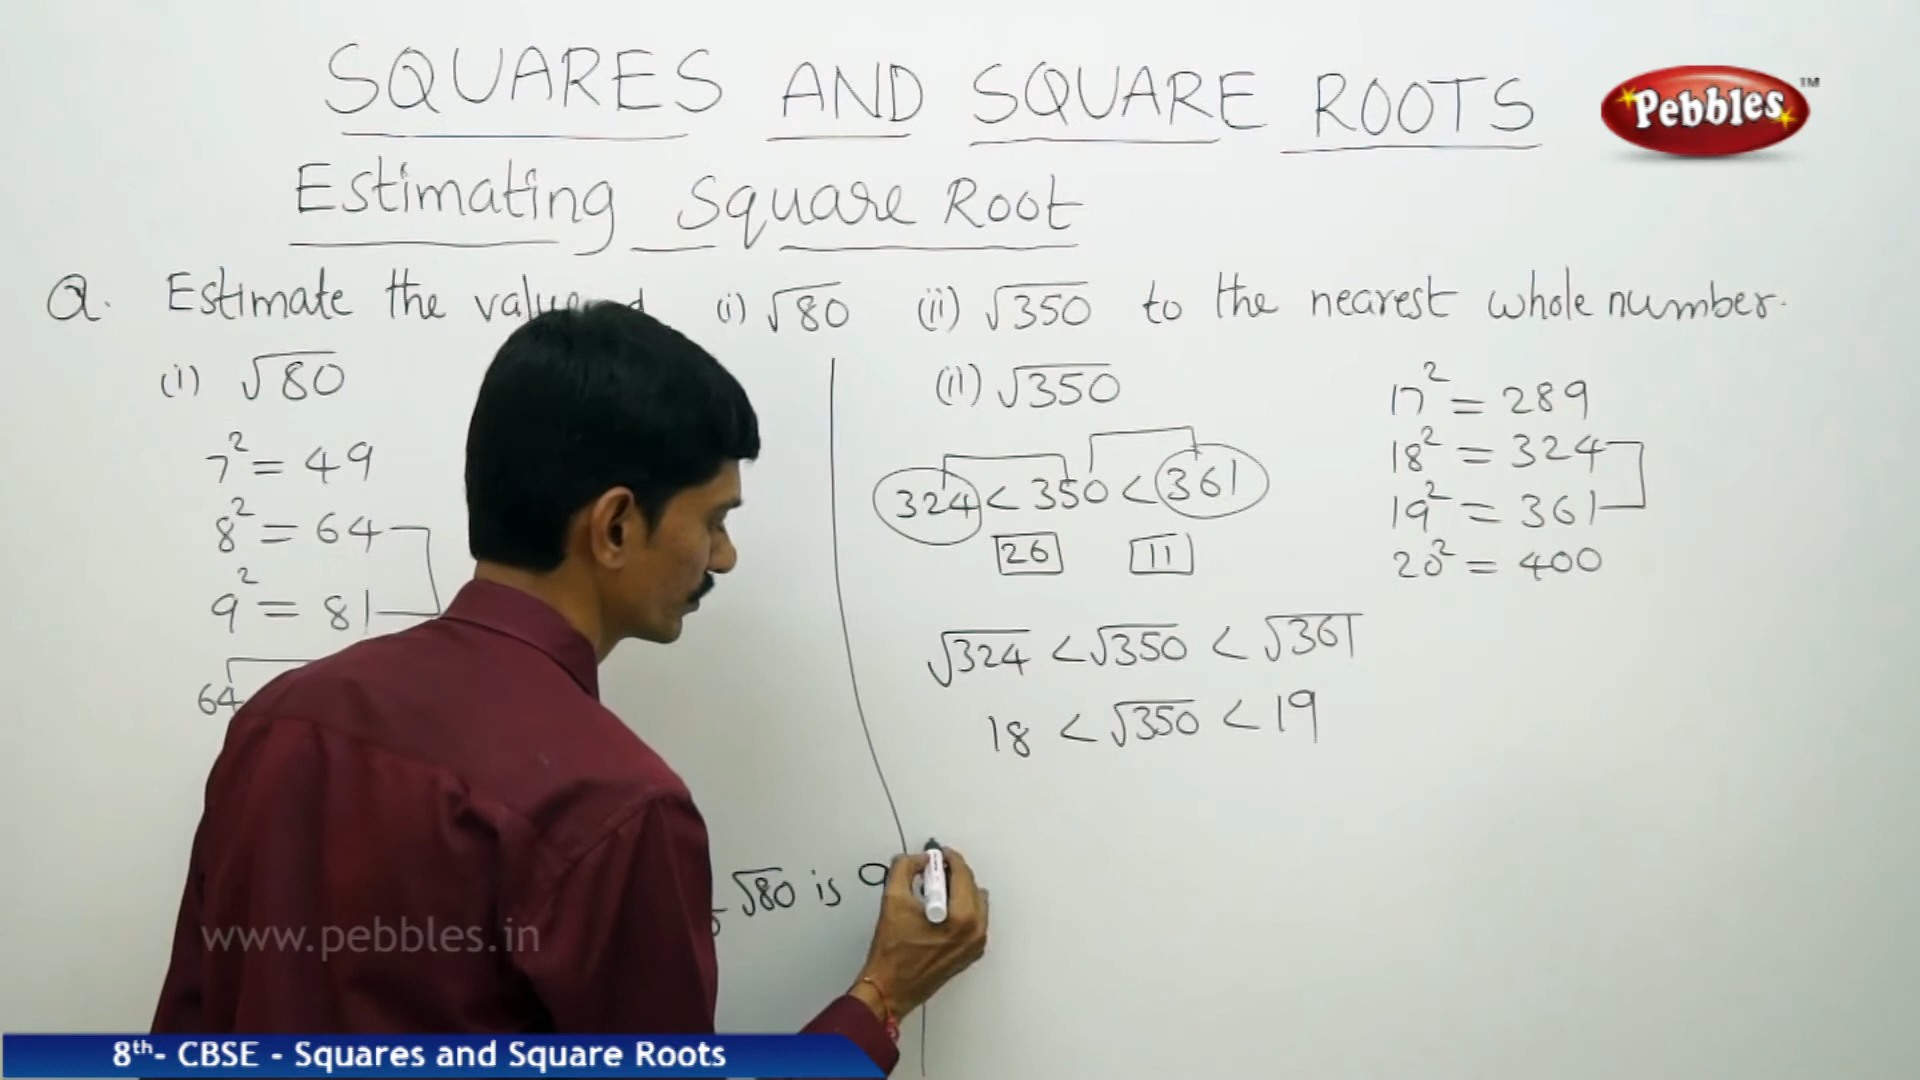 SQUARES AND SQUARE ROOTS
Pebbles™
Estimating Square Root
Q. Estimate the value (i) √80 (ii) √350 to the nearest whole number.
(i) √80
7² = 49
8² = 64
9² = 81
64
√80 is 9
(ii) √350
324 < 350 < 361
26 11
√324 < √350 < √361
18 < √350 < 19
17² = 289
18² = 324
19² = 361
20² = 400
www.pebbles.in
8th- CBSE - Squares and Square Roots